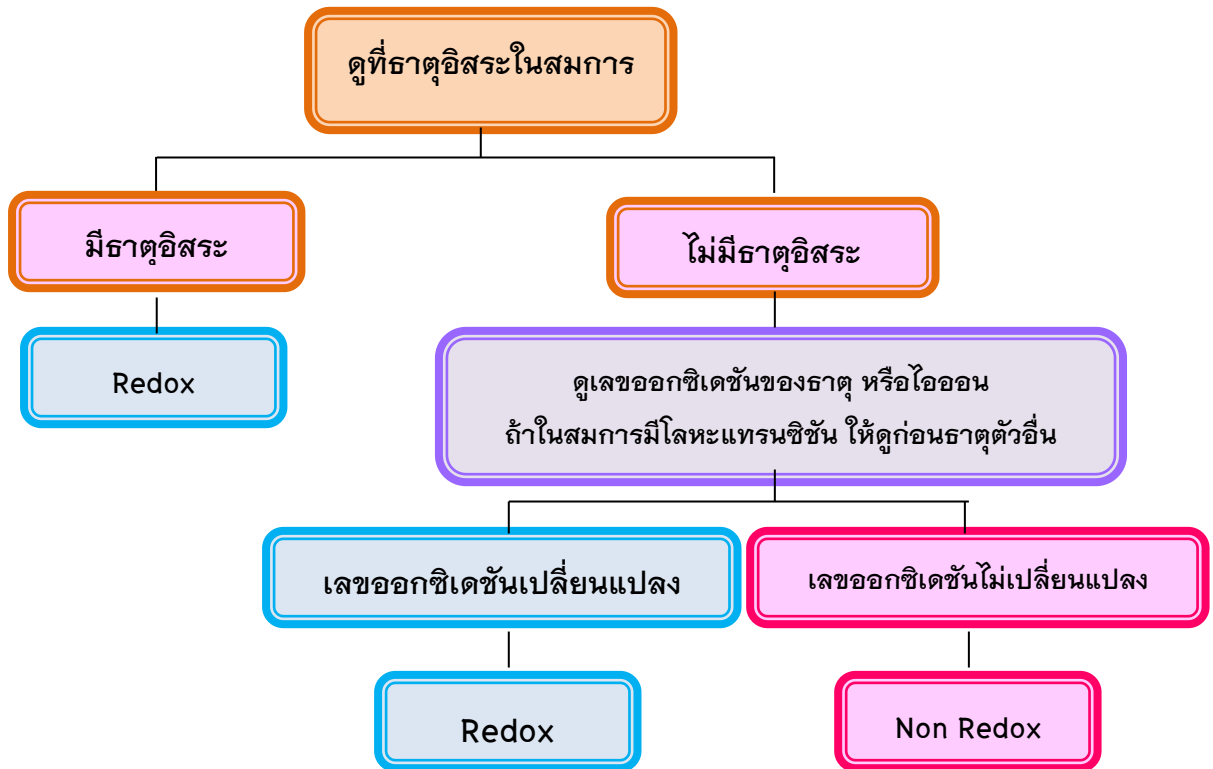 ดูที่ธาตุอิสระในสมการ
มีธาตุอิสระ
ไม่มีธาตุอิสระ
Redox
ดูเลขออกซิเดชันของธาตุ หรือไอออน
ถ้าในสมการมีโลหะแทรนซิชัน ให้ดูก่อนธาตุตัวอื่น
เลขออกซิเดชันเปลี่ยนแปลง
เลขออกซิเดชันไม่เปลี่ยนแปลง
Redox
Non Redox